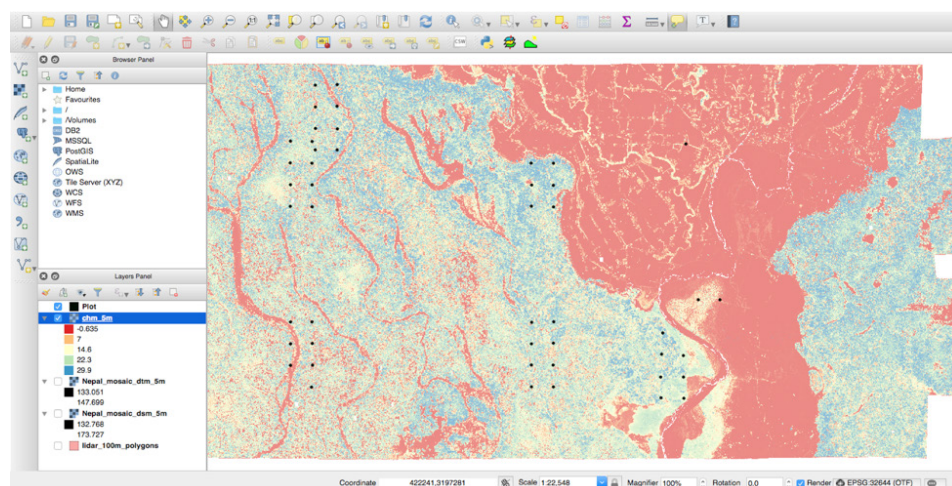 Browser Panel
Home
Favourites
/
/Volumes
DB2
MSSQL
PostGIS
SpatiaLite
OWS
Tile Server (XYZ)
WCS
WFS
WMS
Layers Panel
Plot
chm_5m
-0.635
7
14.6
22.3
29.9
Nepal_mosaic_dtm_5m
133.051
147.699
Nepal_mosaic_dsm_5m
132.768
173.727
lidar_100m_polygons
Coordinate 422241,3197281 Scale 1:22,548 Magnifier 100% Rotation 0.0 Render EPSG:32644 (OTF)